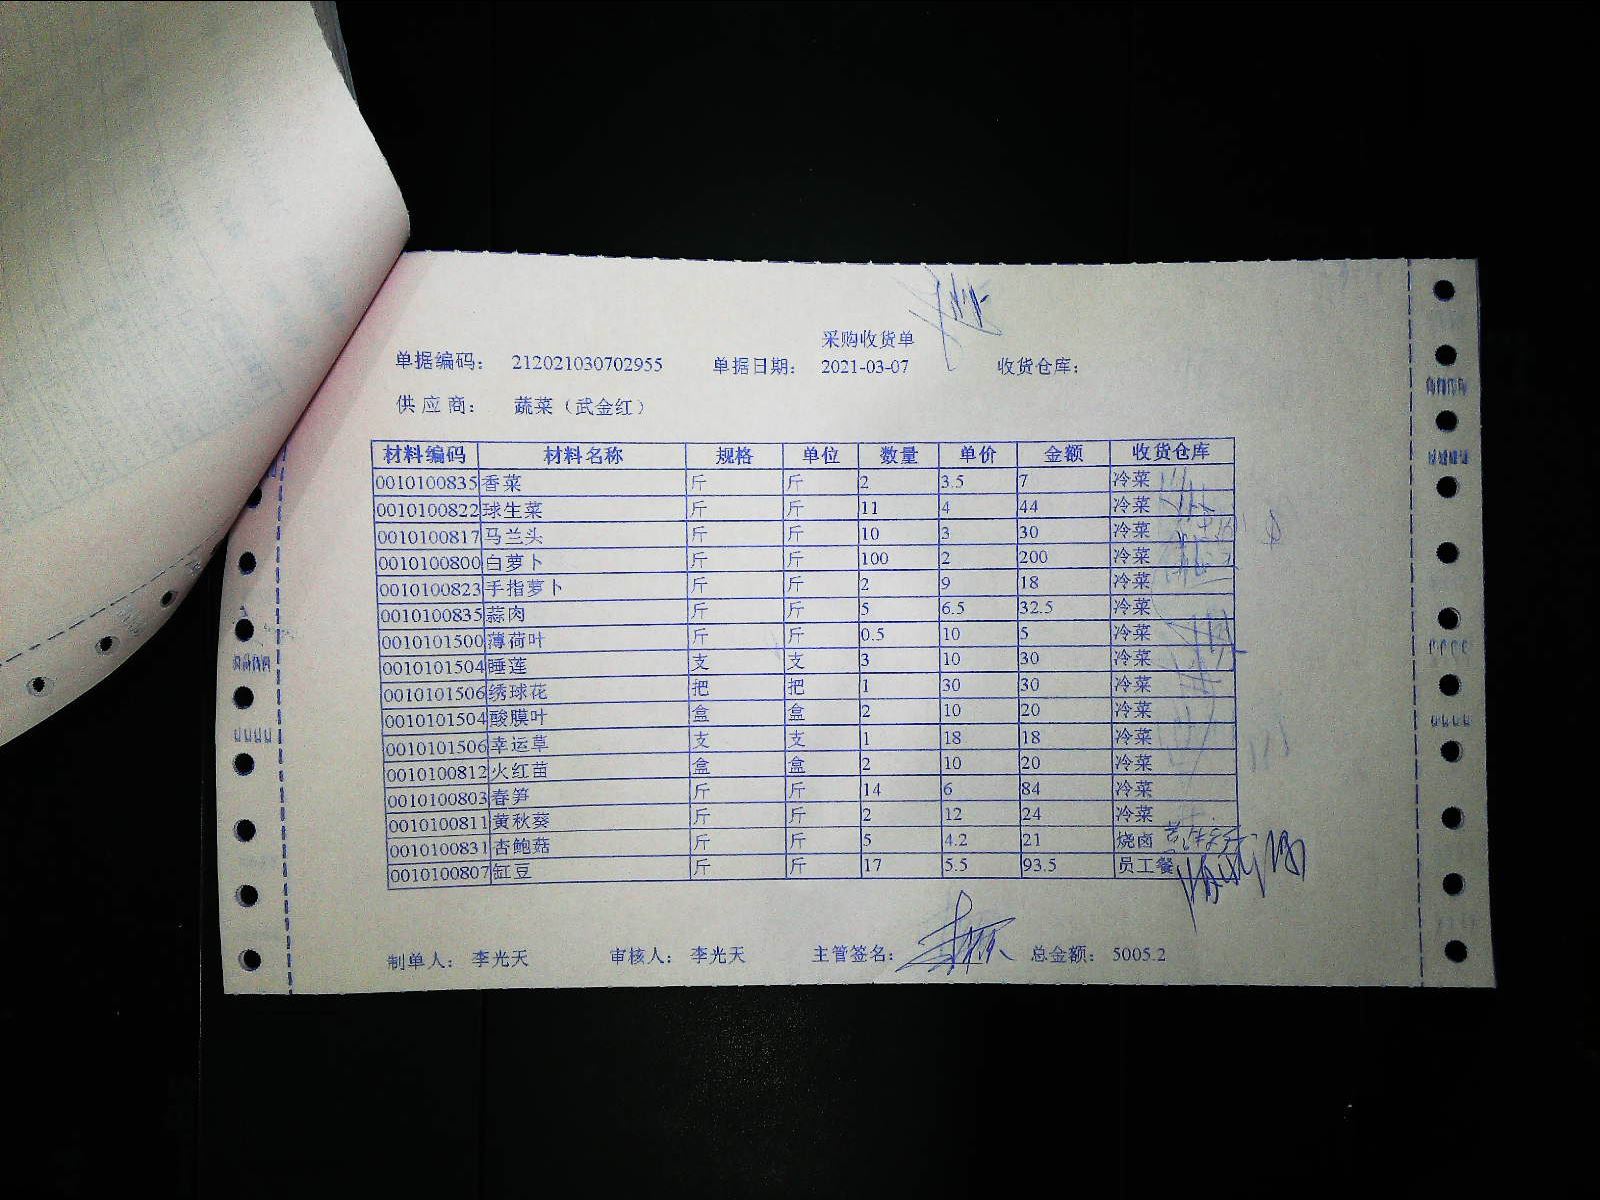 采购收货单
单据编码： 212021030702955 单据日期： 2021-03-07 收货仓库：
供 应 商： 蔬菜（武金红）
材料编码 材料名称 规格 单位 数量 单价 金额 收货仓库
0010100835 香菜 斤 斤 2 3.5 7 冷菜
0010100822 球生菜 斤 斤 11 4 44 冷菜
0010100817 马兰头 斤 斤 10 3 30 冷菜
0010100800 白萝卜 斤 斤 100 2 200 冷菜
0010100823 手指萝卜 斤 斤 2 9 18 冷菜
0010100835 蒜肉 斤 斤 5 6.5 32.5 冷菜
0010101500 薄荷叶 斤 斤 0.5 10 5 冷菜
0010101504 睡莲 支 支 3 10 30 冷菜
0010101506 绣球花 把 把 1 30 30 冷菜
0010101504 酸膜叶 盒 盒 2 10 20 冷菜
0010101506 幸运草 支 支 1 18 18 冷菜
0010100812 火红苗 盒 盒 2 10 20 冷菜
0010100803 春笋 斤 斤 14 6 84 冷菜
0010100811 黄秋葵 斤 斤 2 12 24 冷菜
0010100831 杏鲍菇 斤 斤 5 4.2 21 烧卤
0010100807 缸豆 斤 斤 17 5.5 93.5 员工餐
制单人： 李光天 审核人： 李光天 主管签名： 总金额： 5005.2